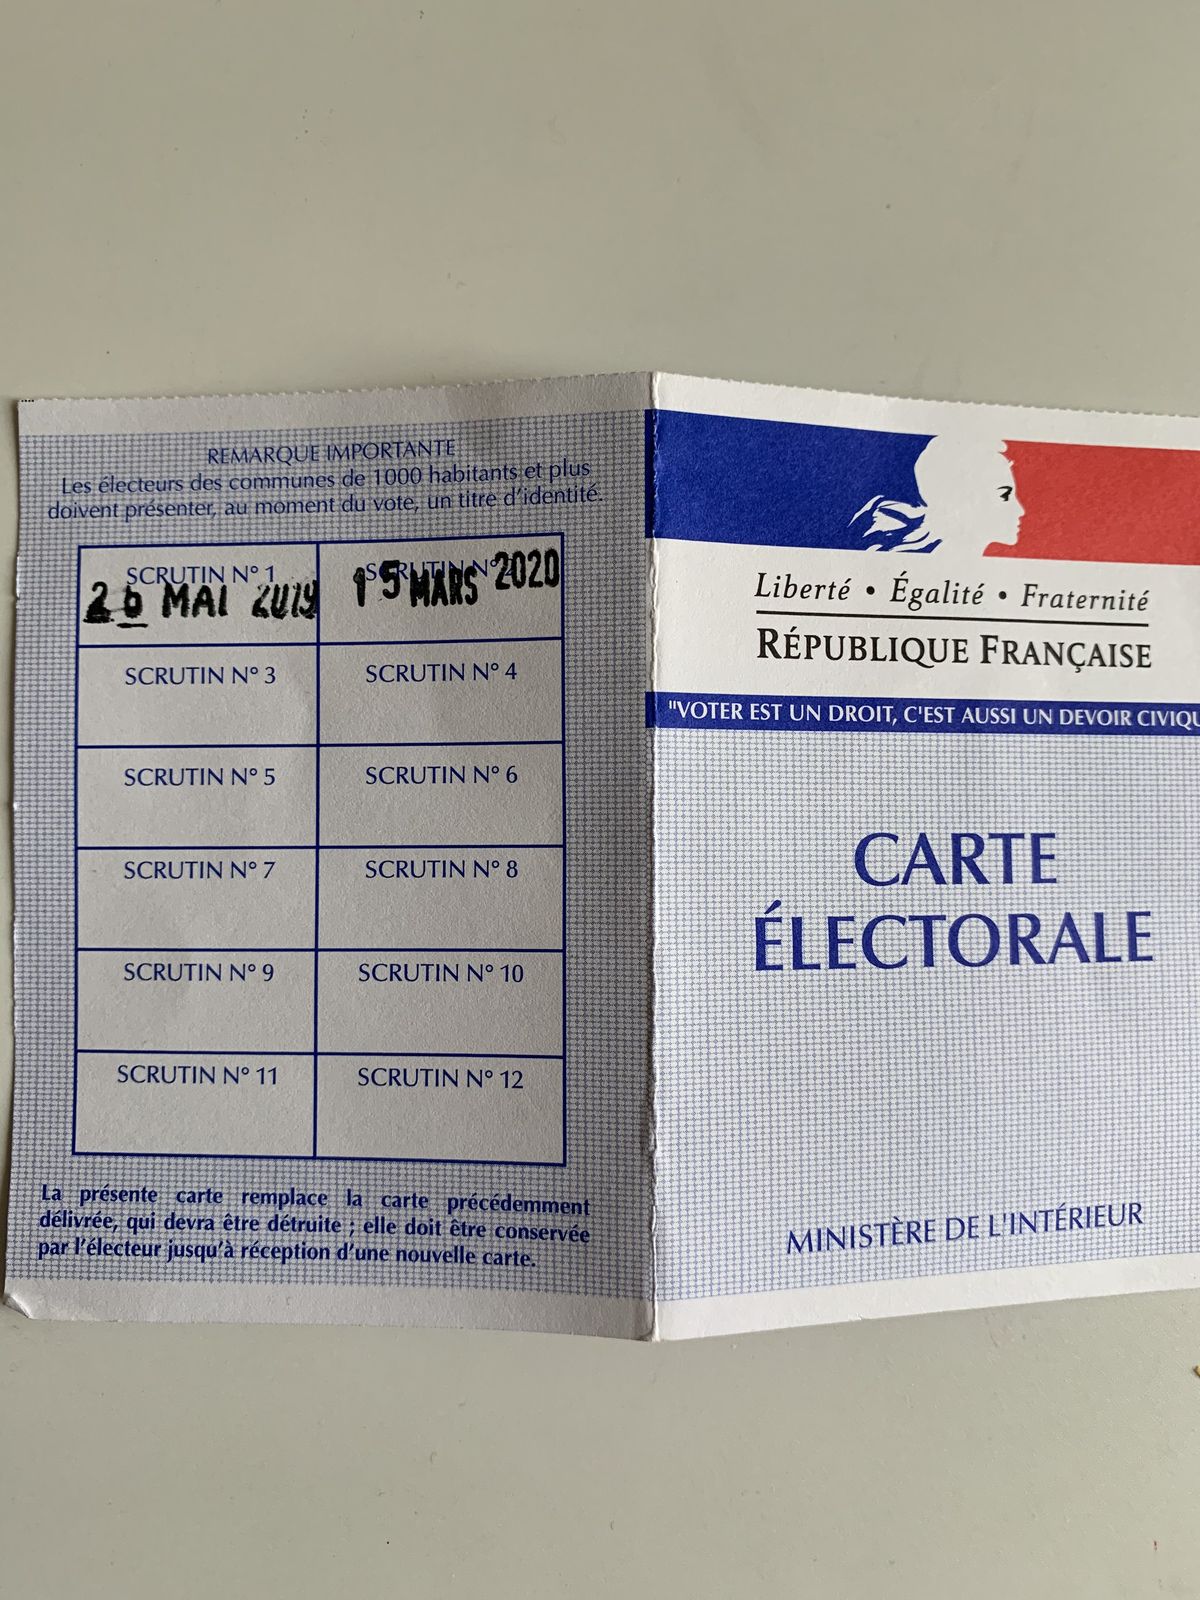 REMARQUE IMPORTANTE
Les électeurs des communes de 1000 habitants et plus
doivent présenter, au moment du vote, un titre d'identité.
SCRUTIN N° 1
26 MAI 2019
SCRUTIN N° 2
15 MARS 2020
SCRUTIN N° 3
SCRUTIN N° 4
SCRUTIN N° 5
SCRUTIN N° 6
SCRUTIN N° 7
SCRUTIN N° 8
SCRUTIN N° 9
SCRUTIN N° 10
SCRUTIN N° 11
SCRUTIN N° 12
La présente carte remplace la carte précédemment
délivrée, qui devra être détruite ; elle doit être conservée
par l'électeur jusqu'à réception d'une nouvelle carte.
Liberté • Égalité • Fraternité
RÉPUBLIQUE FRANÇAISE
"VOTER EST UN DROIT, C'EST AUSSI UN DEVOIR CIVIQU
CARTE
ÉLECTORALE
MINISTÈRE DE L'INTÉRIEUR